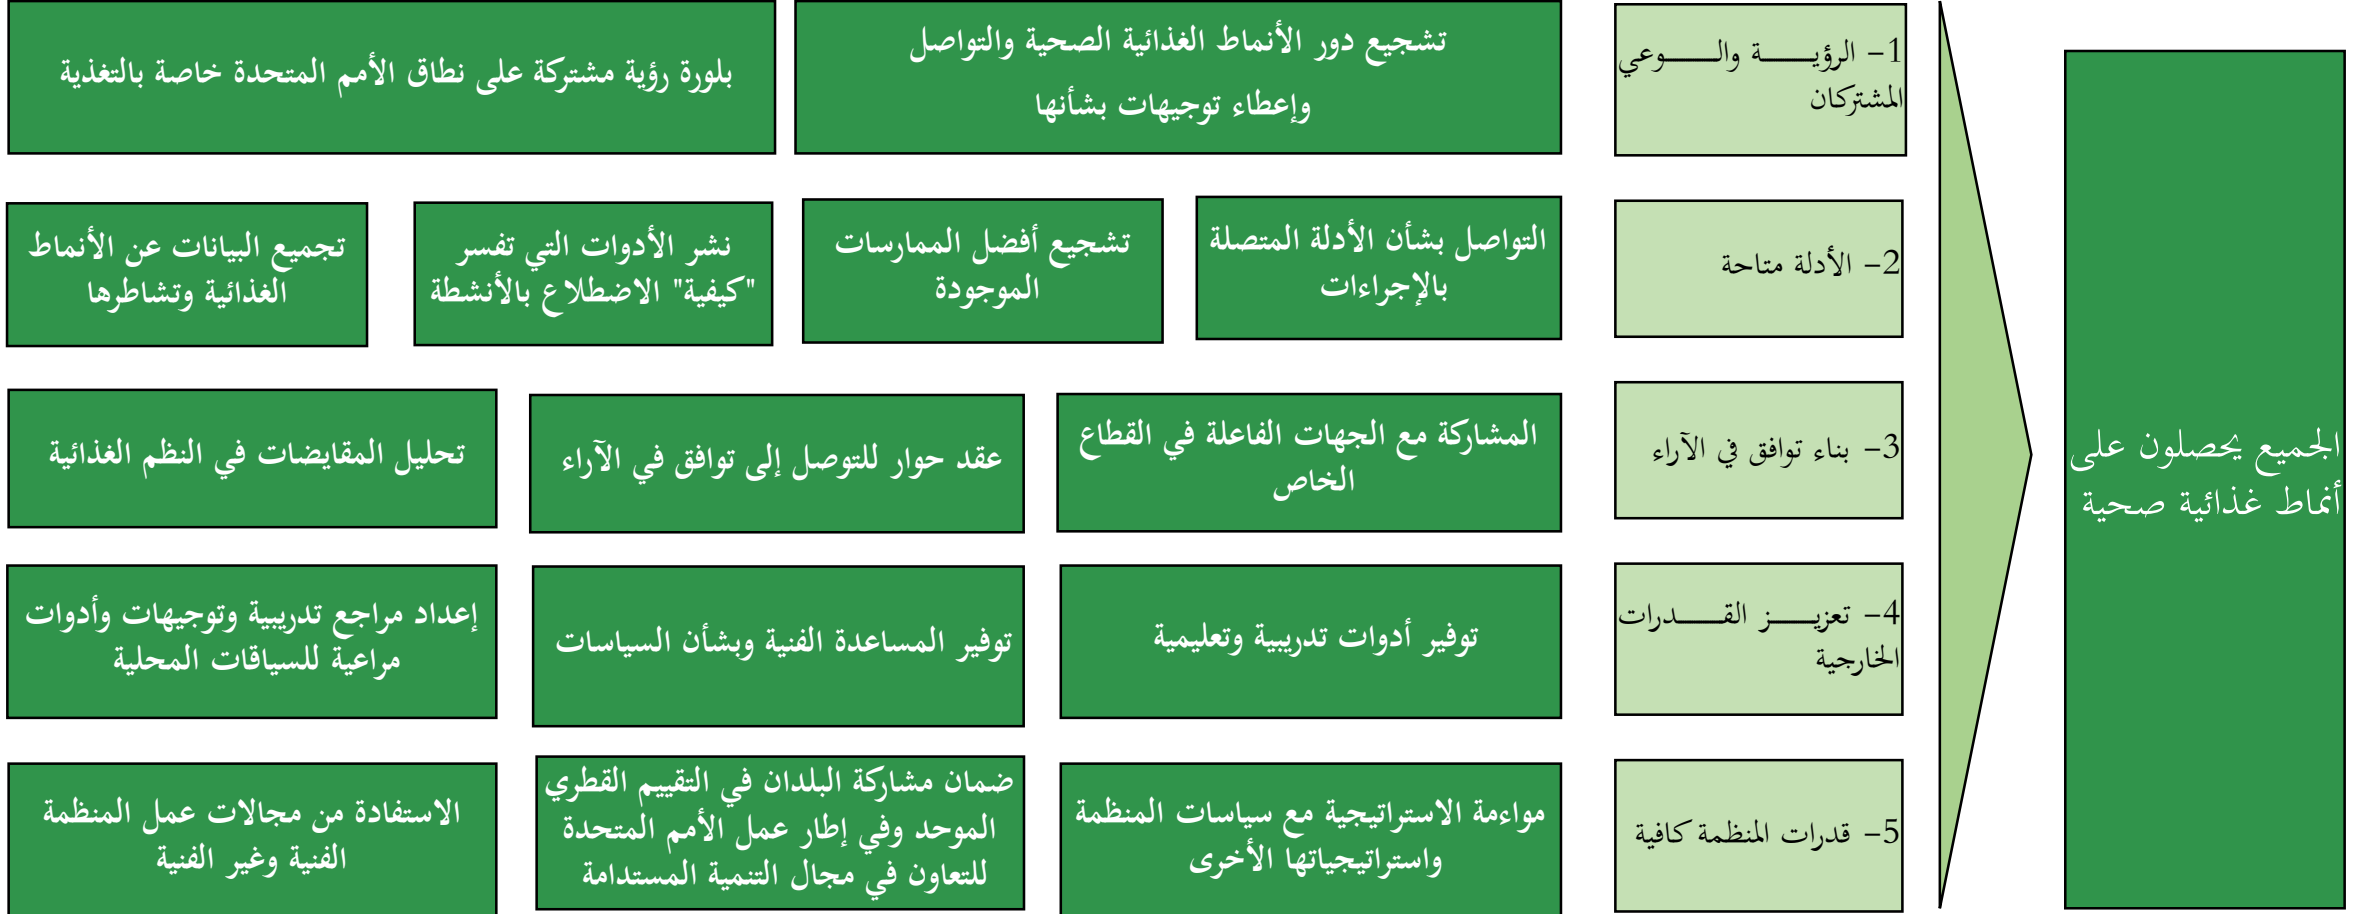 الجميع يحصلون على
أنماط غذائية صحية
1- الرؤية والوعي
المشتركان
تشجيع دور الأنماط الغذائية الصحية والتواصل
وإعطاء توجيهات بشأنها
بلورة رؤية مشتركة على نطاق الأمم المتحدة خاصة بالتغذية
2- الأدلة متاحة
التواصل بشأن الأدلة المتصلة
بالإجراءات
تشجيع أفضل الممارسات
الموجودة
نشر الأدوات التي تفسر
"كيفية" الاضطلاع بالأنشطة
تجميع البيانات عن الأنماط
الغذائية وتشاطرها
3- بناء توافق في الآراء
المشاركة مع الجهات الفاعلة في القطاع
الخاص
عقد حوار للتوصل إلى توافق في الآراء
تحليل المقايضات في النظم الغذائية
4- تعزيز القدرات
الخارجية
توفير أدوات تدريبية وتعليمية
توفير المساعدة الفنية وبشأن السياسات
إعداد مراجع تدريبية وتوجيهات وأدوات
مراعية للسياقات المحلية
5- قدرات المنظمة كافية
مواءمة الاستراتيجية مع سياسات المنظمة
واستراتيجياتها الأخرى
ضمان مشاركة البلدان في التقييم القطري
الموحد وفي إطار عمل الأمم المتحدة
للتعاون في مجال التنمية المستدامة
الاستفادة من مجالات عمل المنظمة
الفنية وغير الفنية